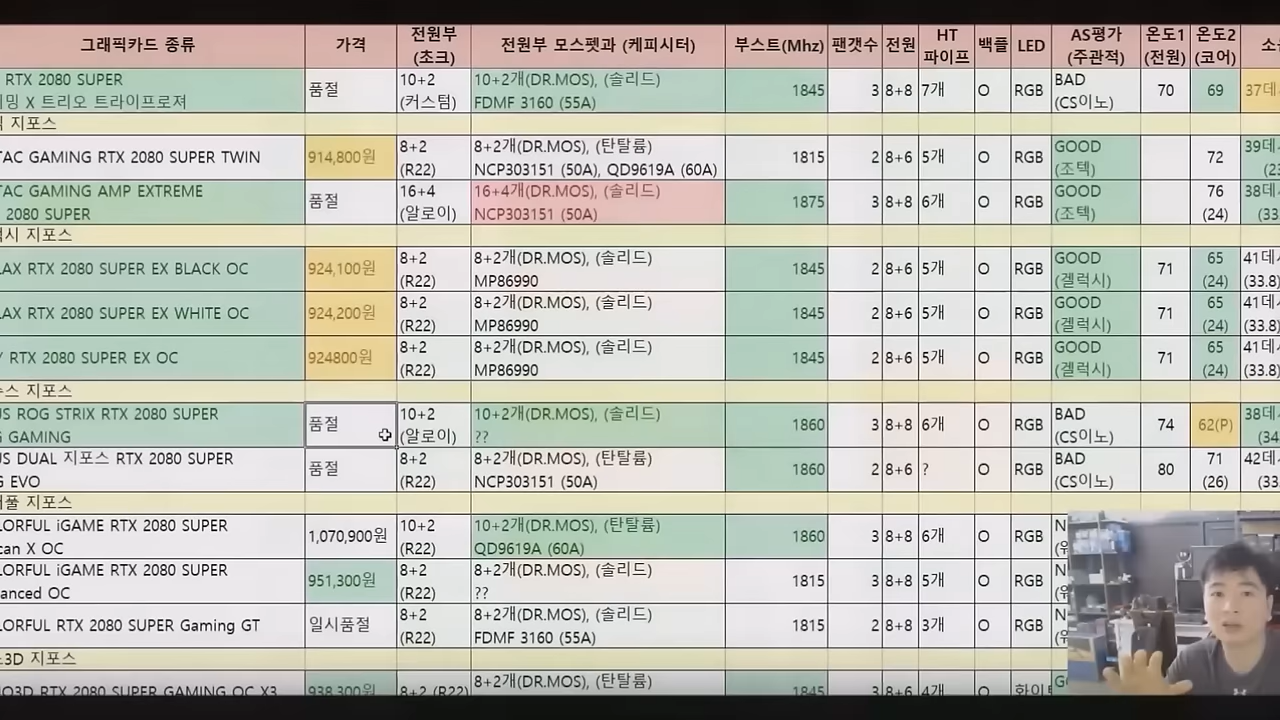 그래픽카드 종류 가격 전원부 (초크) 전원부 모스펫과 (케피시터) 부스트(Mhz) 팬갯수 전원 HT 파이프 백플 LED AS평가 (주관적) 온도1 (전원) 온도2 (코어)
RTX 2080 SUPER 품절 10+2 10+2개(DR.MOS), (솔리드) 1845 3 8+8 7개 O RGB BAD 70 69 37데
X 트리오 트라이프로져 (커스텀) FDMF 3160 (55A) (CS이노)
지포스
GAMING RTX 2080 SUPER TWIN 914,800원 8+2 (R22) 8+2개(DR.MOS), (탄탈륨) NCP303151 (50A), QD9619A (60A) 1815 2 8+6 5개 O RGB GOOD (조텍) 72 39데
GAMING AMP EXTREME 2080 SUPER 품절 16+4 (알로이) 16+4개(DR.MOS), (솔리드) NCP303151 (50A) 1875 3 8+8 6개 O RGB GOOD (조텍) 76 (24) 38데 (33
지포스
RTX 2080 SUPER EX BLACK OC 924,100원 8+2 (R22) 8+2개(DR.MOS), (솔리드) MP86990 1845 2 8+6 5개 O RGB GOOD (겔럭시) 71 65 (24) 41데 (33.8)
RTX 2080 SUPER EX WHITE OC 924,200원 8+2 (R22) 8+2개(DR.MOS), (솔리드) MP86990 1845 2 8+6 5개 O RGB GOOD (겔럭시) 71 65 (24) 41데 (33.8)
RTX 2080 SUPER EX OC 924800원 8+2 (R22) 8+2개(DR.MOS), (솔리드) MP86990 1845 2 8+6 5개 O RGB GOOD (겔럭시) 71 65 (24) 41데 (33.8)
지포스
ROG STRIX RTX 2080 SUPER GAMING 품절 10+2 (알로이) 10+2개(DR.MOS), (솔리드) ?? 1860 3 8+8 6개 O RGB BAD (CS이노) 74 62(P) 38데 (34
DUAL 지포스 RTX 2080 SUPER EVO 품절 8+2 (R22) 8+2개(DR.MOS), (탄탈륨) NCP303151 (50A) 1860 2 8+6 ? O RGB BAD (CS이노) 80 71 (26) 42데 (33
지포스
LORFUL iGAME RTX 2080 SUPER can X OC 1,070,900원 10+2 (R22) 10+2개(DR.MOS), (탄탈륨) QD9619A (60A) 1860 3 8+8 6개 O RGB
LORFUL iGAME RTX 2080 SUPER anced OC 951,300원 8+2 (R22) 8+2개(DR.MOS), (솔리드) ?? 1815 3 8+8 5개 O RGB
LORFUL RTX 2080 SUPER Gaming GT 일시품절 8+2 (R22) 8+2개(DR.MOS), (솔리드) FDMF 3160 (55A) 1815 2 8+8 3개 O RGB
3D 지포스
RTX 2080 SUPER GAMING OC X3 938,300원 8+2 (R22) 8+2개(DR.MOS), (탄탈륨) 1845 3 8+8 4개 O